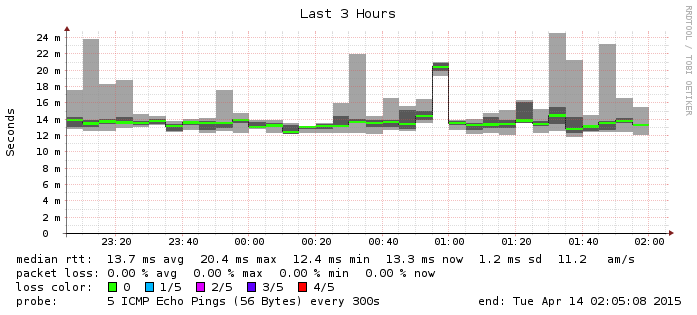 Last 3 Hours
RRDTOOL / TOBI OETIKER
Seconds
24 m
22 m
20 m
18 m
16 m
14 m
12 m
10 m
8 m
6 m
4 m
2 m
0
23:20 23:40 00:00 00:20 00:40 01:00 01:20 01:40 02:00
median rtt: 13.7 ms avg 20.4 ms max 12.4 ms min 13.3 ms now 1.2 ms sd 11.2 am/s
packet loss: 0.00 % avg 0.00 % max 0.00 % min 0.00 % now
loss color: 0 1/5 2/5 3/5 4/5
probe: 5 ICMP Echo Pings (56 Bytes) every 300s end: Tue Apr 14 02:05:08 2015